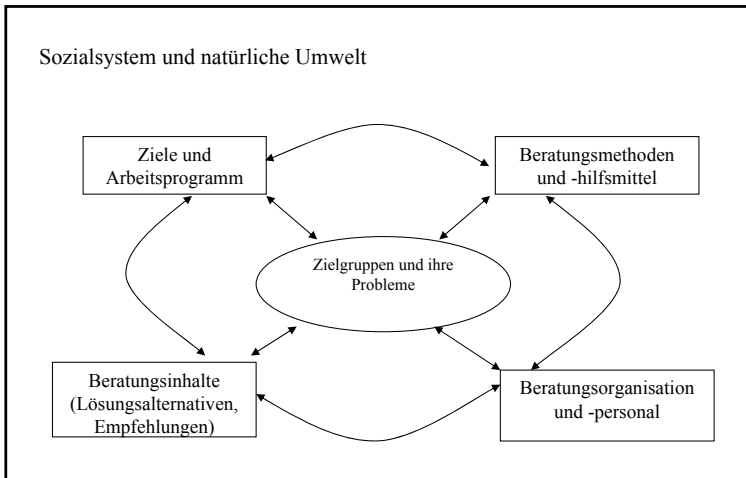 Sozialsystem und natürliche Umwelt
Ziele und
Arbeitsprogramm
Beratungsmethoden
und -hilfsmittel
Zielgruppen und ihre
Probleme
Beratungsinhalte
(Lösungsalternativen,
Empfehlungen)
Beratungsorganisation
und -personal